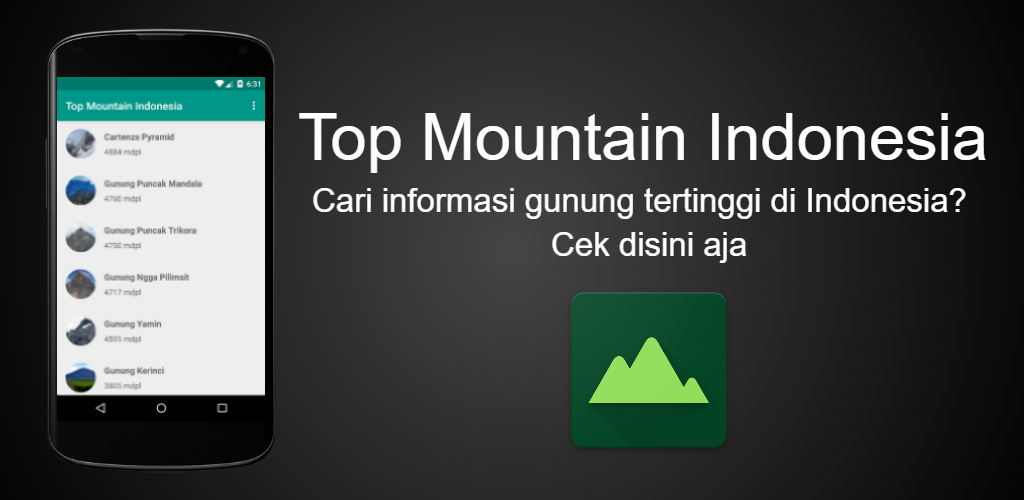 6:31
Top Mountain Indonesia
Cartenzs Pyramid
4884 mdpl
Gunung Puncak Mandala
4760 mdpl
Gunung Puncak Trikora
4750 mdpl
Gunung Ngga Pilimsit
4717 mdpl
Gunung Yamin
4595 mdpl
Gunung Kerinci
3805 mdpl
Top Mountain Indonesia
Cari informasi gunung tertinggi di Indonesia?
Cek disini aja